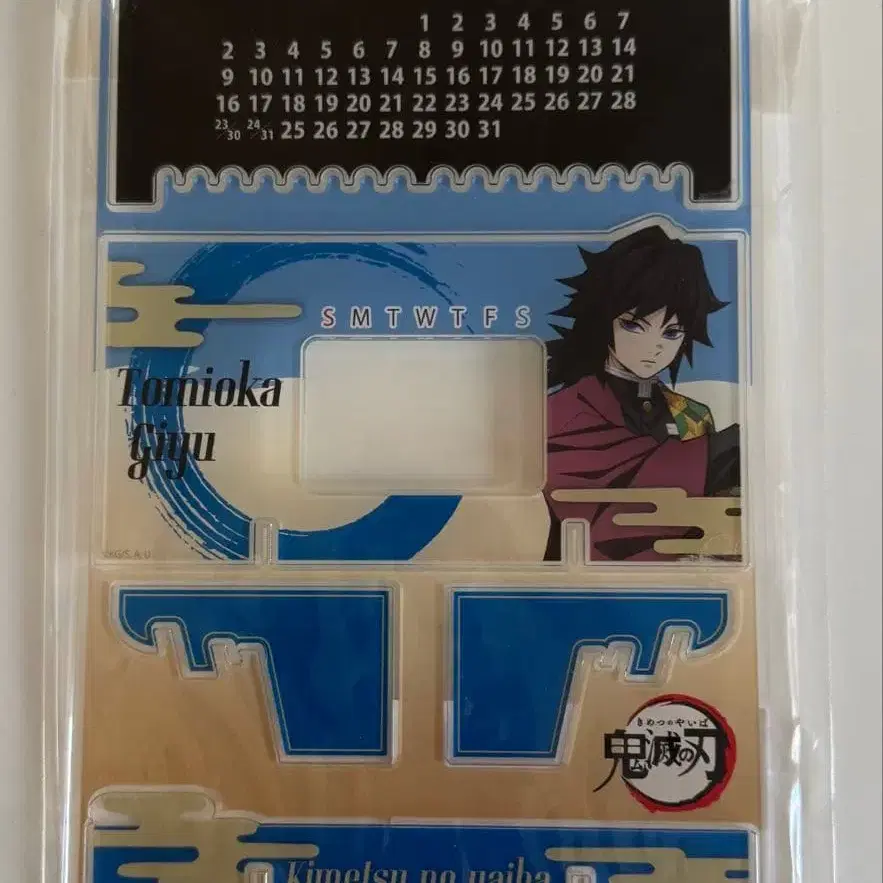 1 2 3 4 5 6 7
2 3 4 5 6 7 8 9 10 11 12 13 14
9 10 11 12 13 14 15 16 17 18 19 20 21
16 17 18 19 20 21 22 23 24 25 26 27 28
23/30 24/31 25 26 27 28 29 30 31
S M T W T F S
Tomioka
Giyu
きめつのやいば
鬼滅の刃
Kimetsu no yaiba